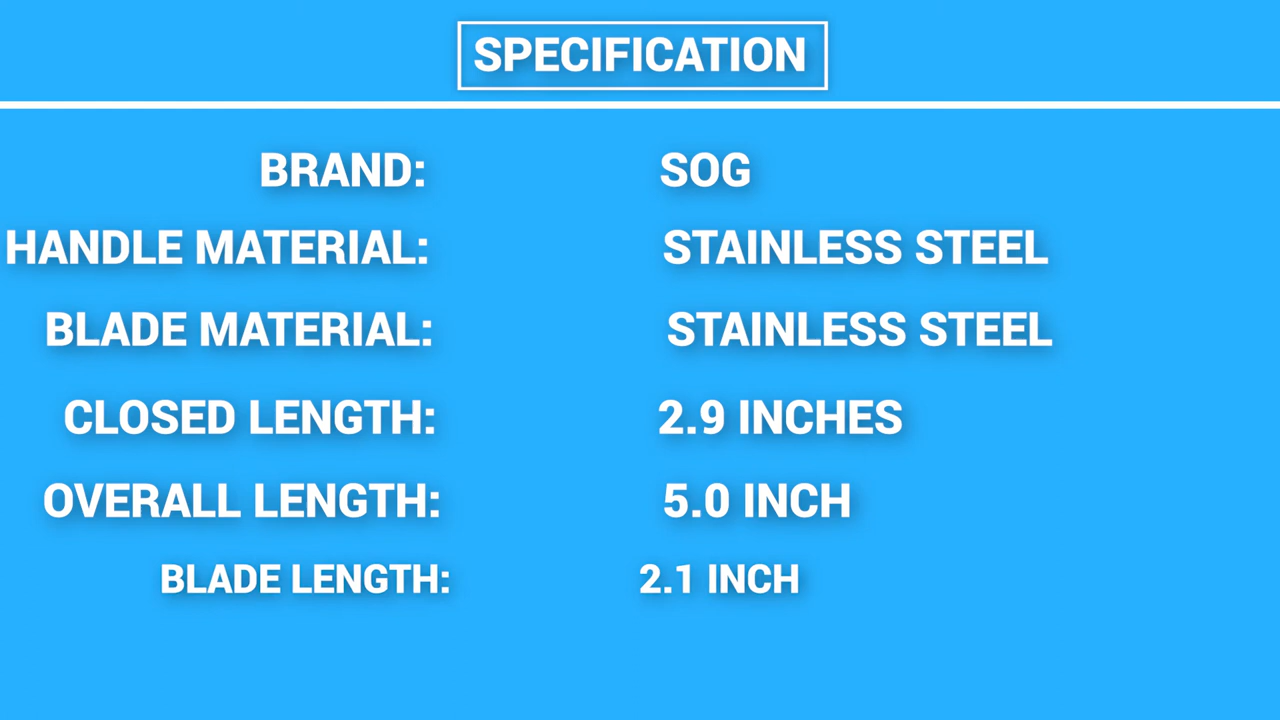 SPECIFICATION
BRAND: SOG
HANDLE MATERIAL: STAINLESS STEEL
BLADE MATERIAL: STAINLESS STEEL
CLOSED LENGTH: 2.9 INCHES
OVERALL LENGTH: 5.0 INCH
BLADE LENGTH: 2.1 INCH